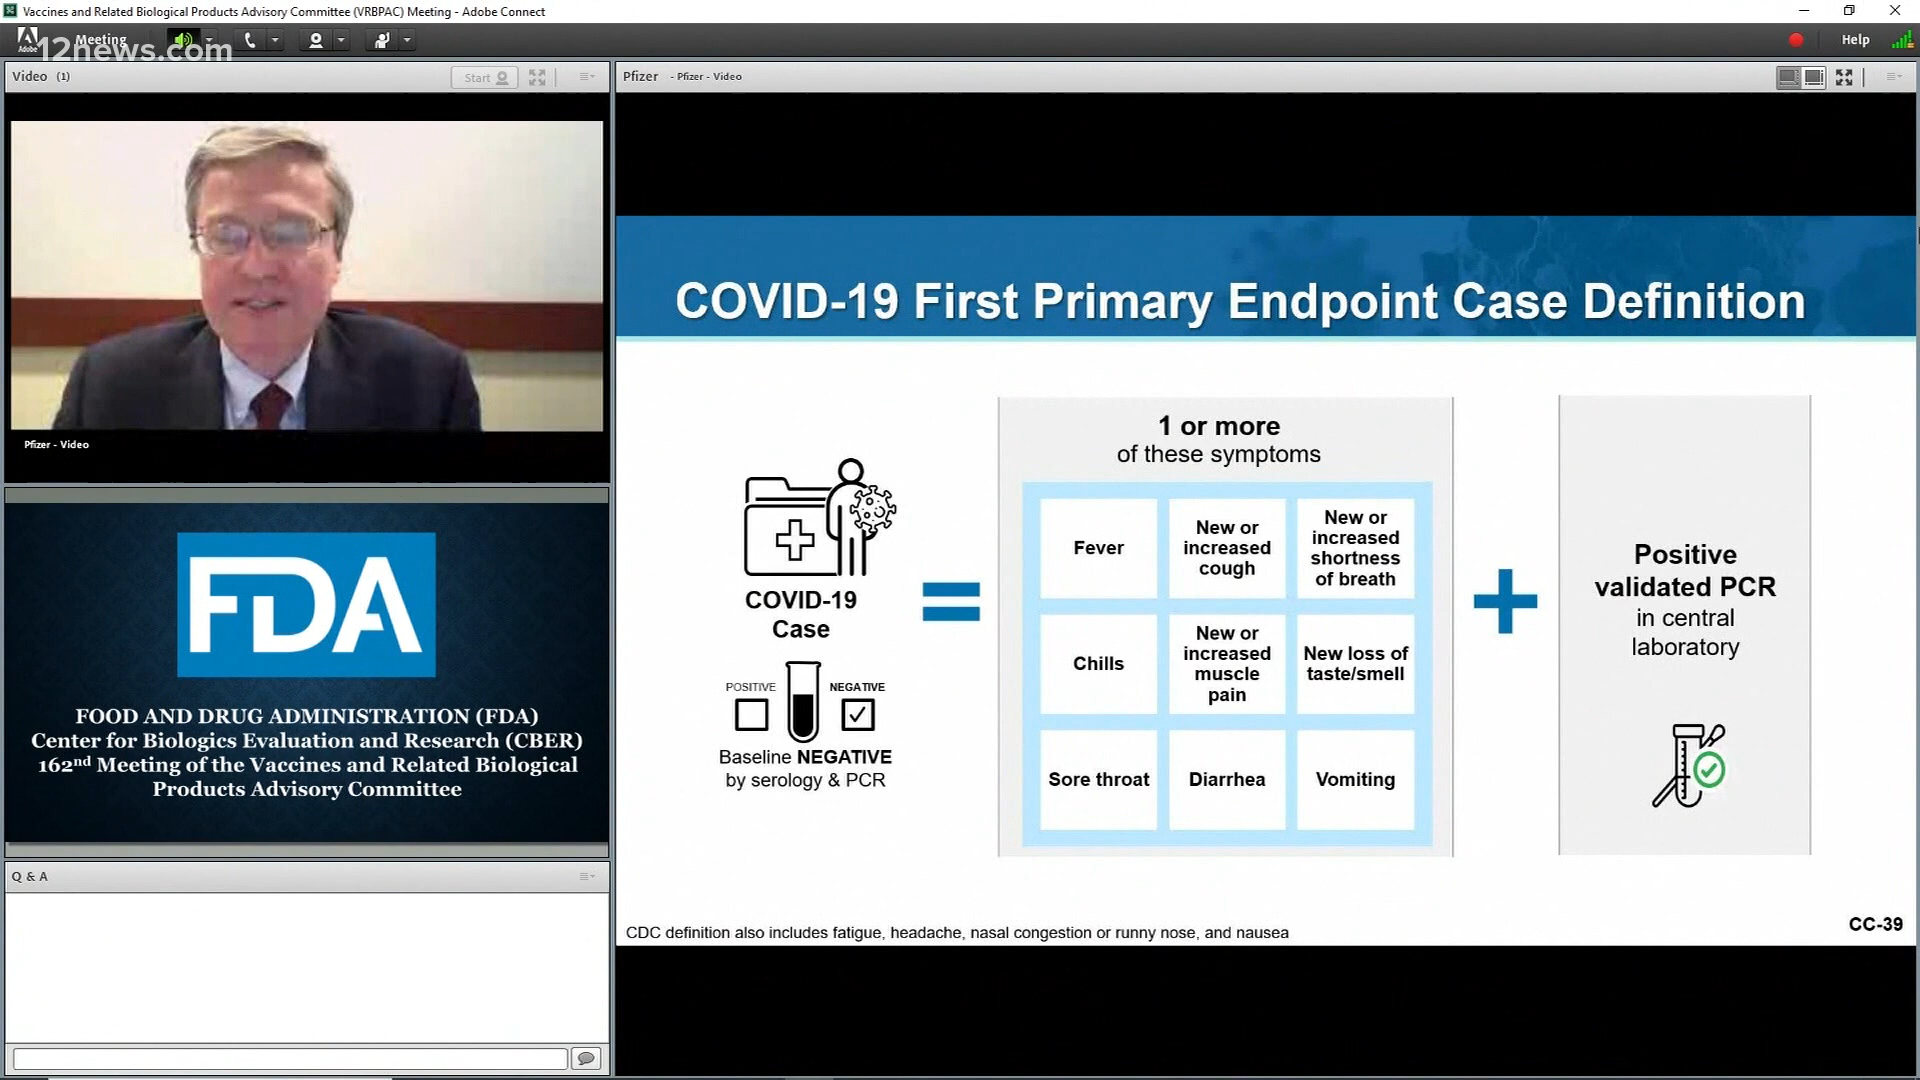 Vaccines and Related Biological Products Advisory Committee (VRBPAC) Meeting - Adobe Connect
Adobe
Meeting
Help
12news.com
Video (1)
Start
Pfizer - Pfizer - Video
Pfizer - Video
FDA
FOOD AND DRUG ADMINISTRATION (FDA)
Center for Biologics Evaluation and Research (CBER)
162nd Meeting of the Vaccines and Related Biological
Products Advisory Committee
Q & A
COVID-19 First Primary Endpoint Case Definition
COVID-19
Case
POSITIVE
NEGATIVE
Baseline NEGATIVE
by serology & PCR
=
1 or more
of these symptoms
Fever
New or
increased
cough
New or
increased
shortness
of breath
Chills
New or
increased
muscle
pain
New loss of
taste/smell
Sore throat
Diarrhea
Vomiting
+
Positive
validated PCR
in central
laboratory
CC-39
CDC definition also includes fatigue, headache, nasal congestion or runny nose, and nausea